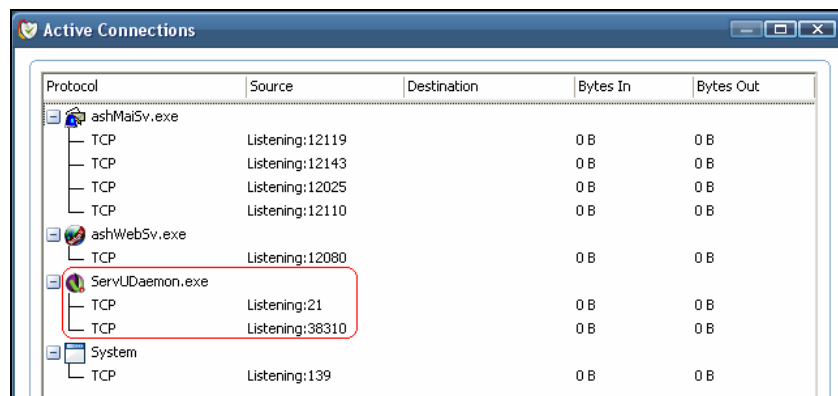 Active Connections
Protocol Source Destination Bytes In Bytes Out
ashMaiSv.exe
TCP Listening:12119 0 B 0 B
TCP Listening:12143 0 B 0 B
TCP Listening:12025 0 B 0 B
TCP Listening:12110 0 B 0 B
ashWebSv.exe
TCP Listening:12080 0 B 0 B
ServUDaemon.exe
TCP Listening:21 0 B 0 B
TCP Listening:38310 0 B 0 B
System
TCP Listening:139 0 B 0 B